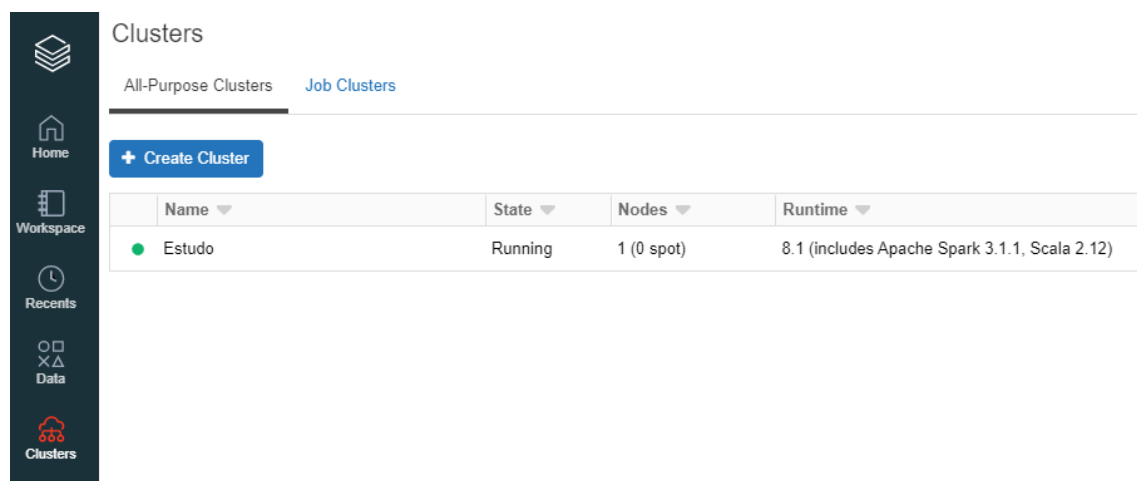 Clusters
All-Purpose Clusters Job Clusters
Home
+ Create Cluster
Workspace
Name State Nodes Runtime
Estudo Running 1 (0 spot) 8.1 (includes Apache Spark 3.1.1, Scala 2.12)
Recents
Data
Clusters